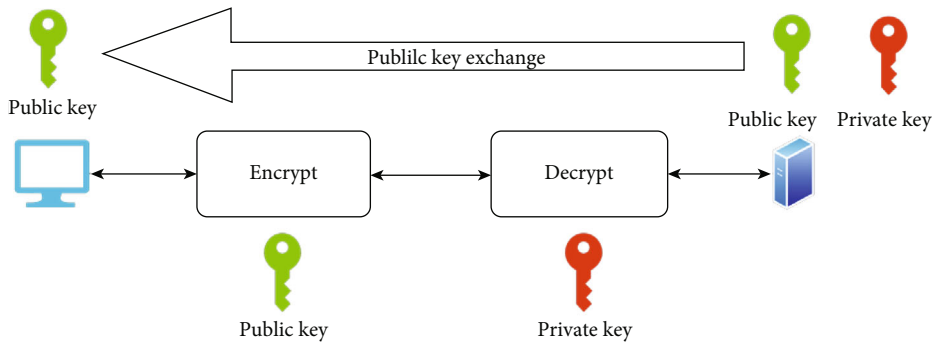 Publilc key exchange
Public key
Public key
Private key
Encrypt
Decrypt
Public key
Private key